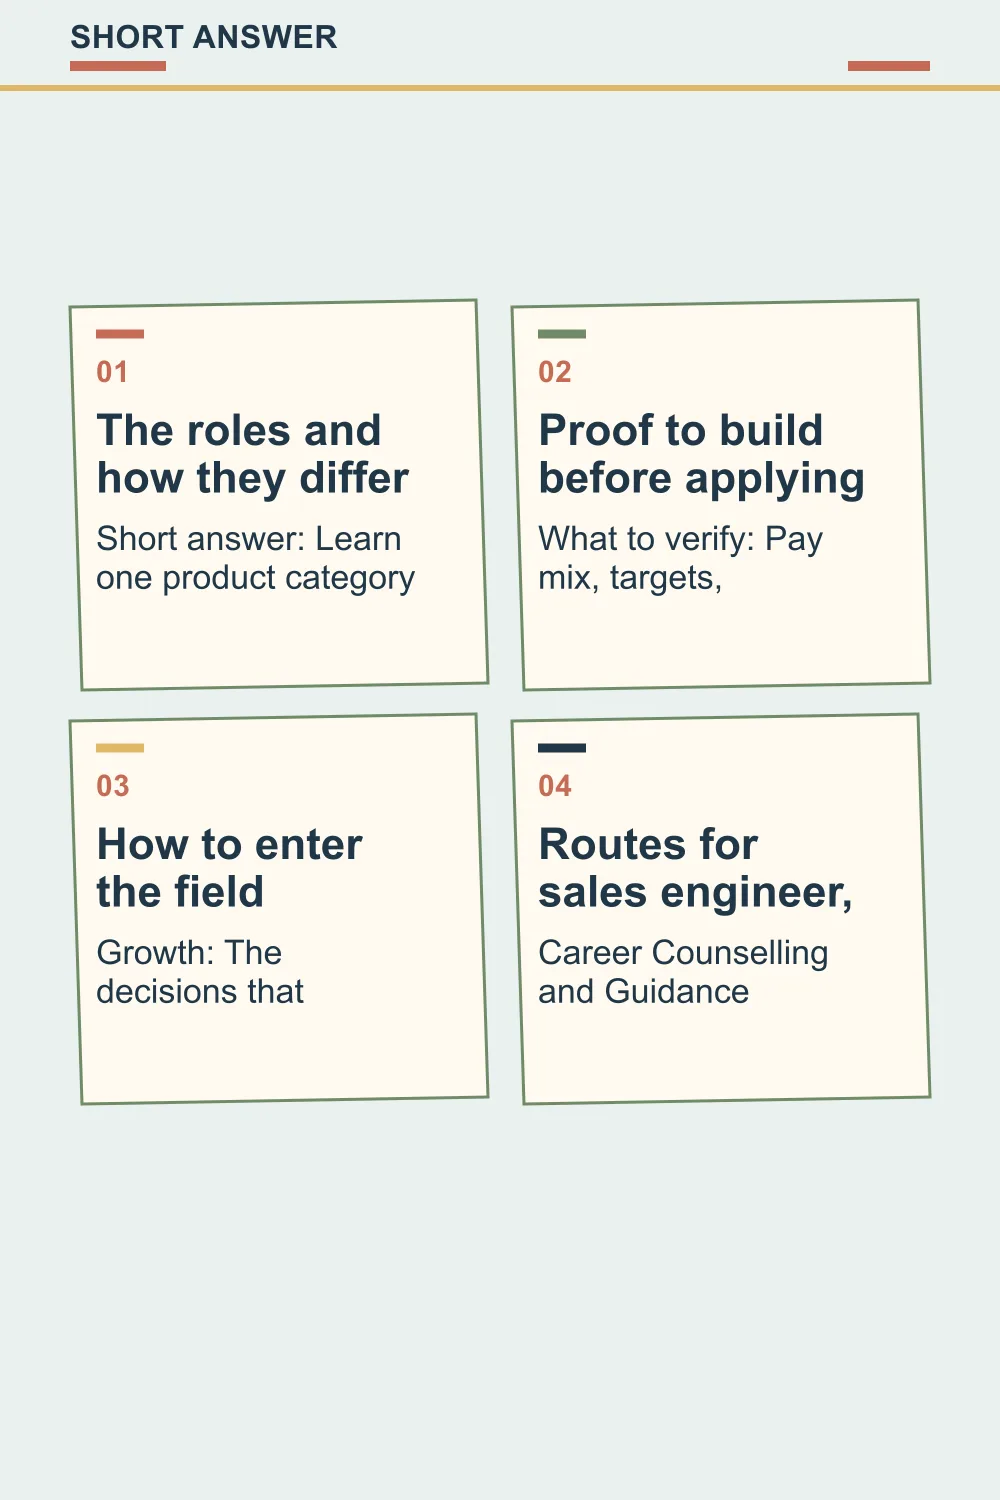 SHORT ANSWER
01
The roles and
how they differ
Short answer: Learn
one product category
02
Proof to build
before applying
What to verify: Pay
mix, targets,
03
How to enter
the field
Growth: The
decisions that
04
Routes for
sales engineer,
Career Counselling
and Guidance